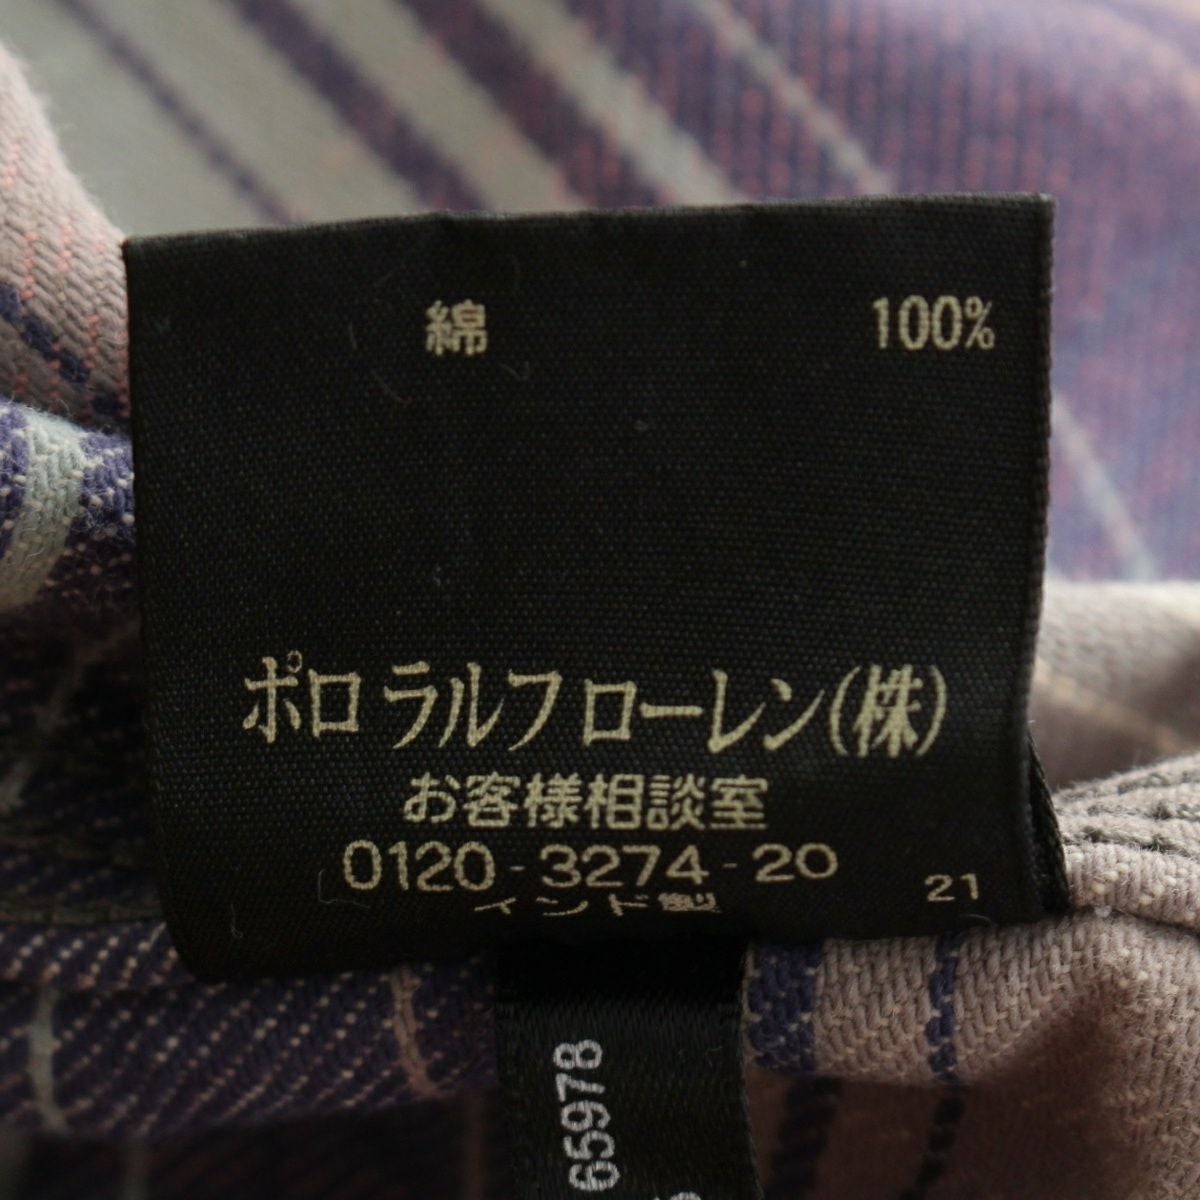 綿 100%
ポロ ラルフ ローレン(株)
お客様相談室
0120-3274-20
インド製
21
65978